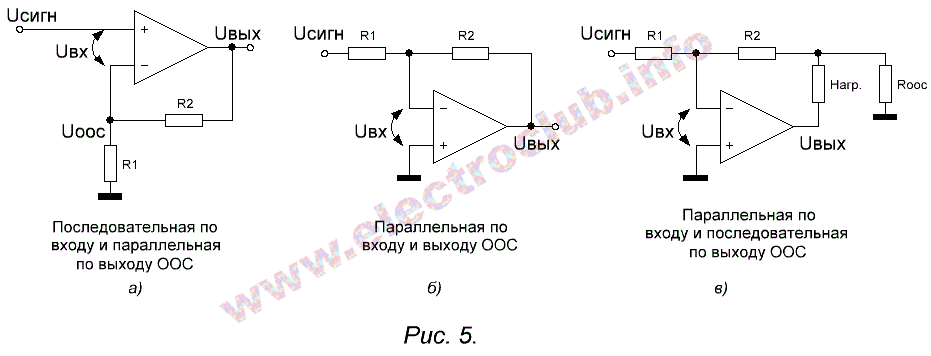 Uсигн
+
Uвх
−
Uвых
R2
Uоос
R1
Последовательная по
входу и параллельная
по выходу ООС
а)
Uсигн
R1
R2
−
Uвх
+
Uвых
Параллельная по
входу и выходу ООС
б)
Uсигн
R1
R2
Нагр.
Rоос
−
Uвх
+
Uвых
Параллельная по
входу и последовательная
по выходу ООС
в)
www.electroclub.info
Рис. 5.